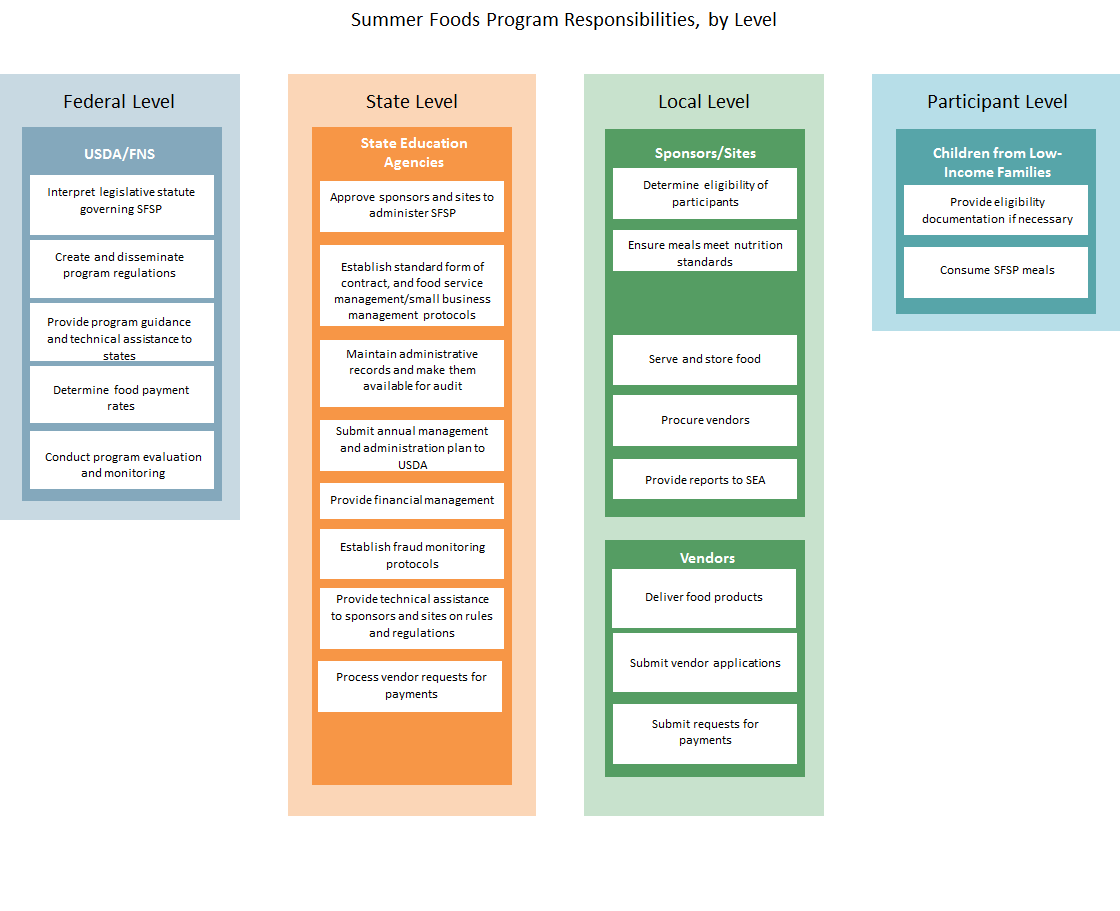 Summer Foods Program Responsibilities, by Level
Federal Level
USDA/FNS
Interpret legislative statute
governing SFSP
Create and disseminate
program regulations
Provide program guidance
and technical assistance to
states
Determine food payment
rates
Conduct program evaluation
and monitoring
State Level
State Education
Agencies
Approve sponsors and sites to
administer SFSP
Establish standard form of
contract, and food service
management/small business
management protocols
Maintain administrative
records and make them
available for audit
Submit annual management
and administration plan to
USDA
Provide financial management
Establish fraud monitoring
protocols
Provide technical assistance
to sponsors and sites on rules
and regulations
Process vendor requests for
payments
Local Level
Sponsors/Sites
Determine eligibility of
participants
Ensure meals meet nutrition
standards
Serve and store food
Procure vendors
Provide reports to SEA
Vendors
Deliver food products
Submit vendor applications
Submit requests for
payments
Participant Level
Children from Low-
Income Families
Provide eligibility
documentation if necessary
Consume SFSP meals